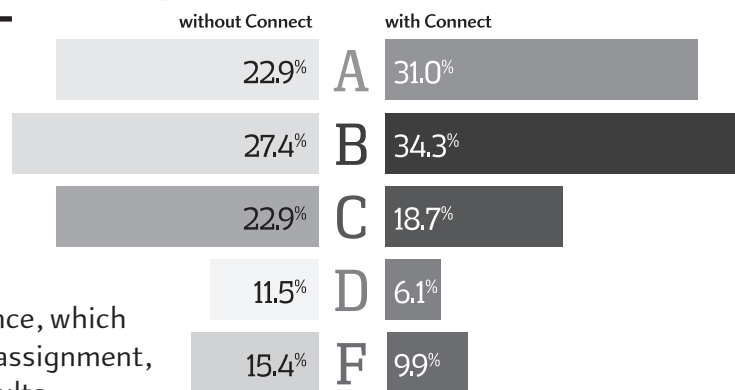 without Connect with Connect
22.9% A 31.0%
27.4% B 34.3%
22.9% C 18.7%
11.5% D 6.1%
15.4% F 9.9%
nce, which
assignment,